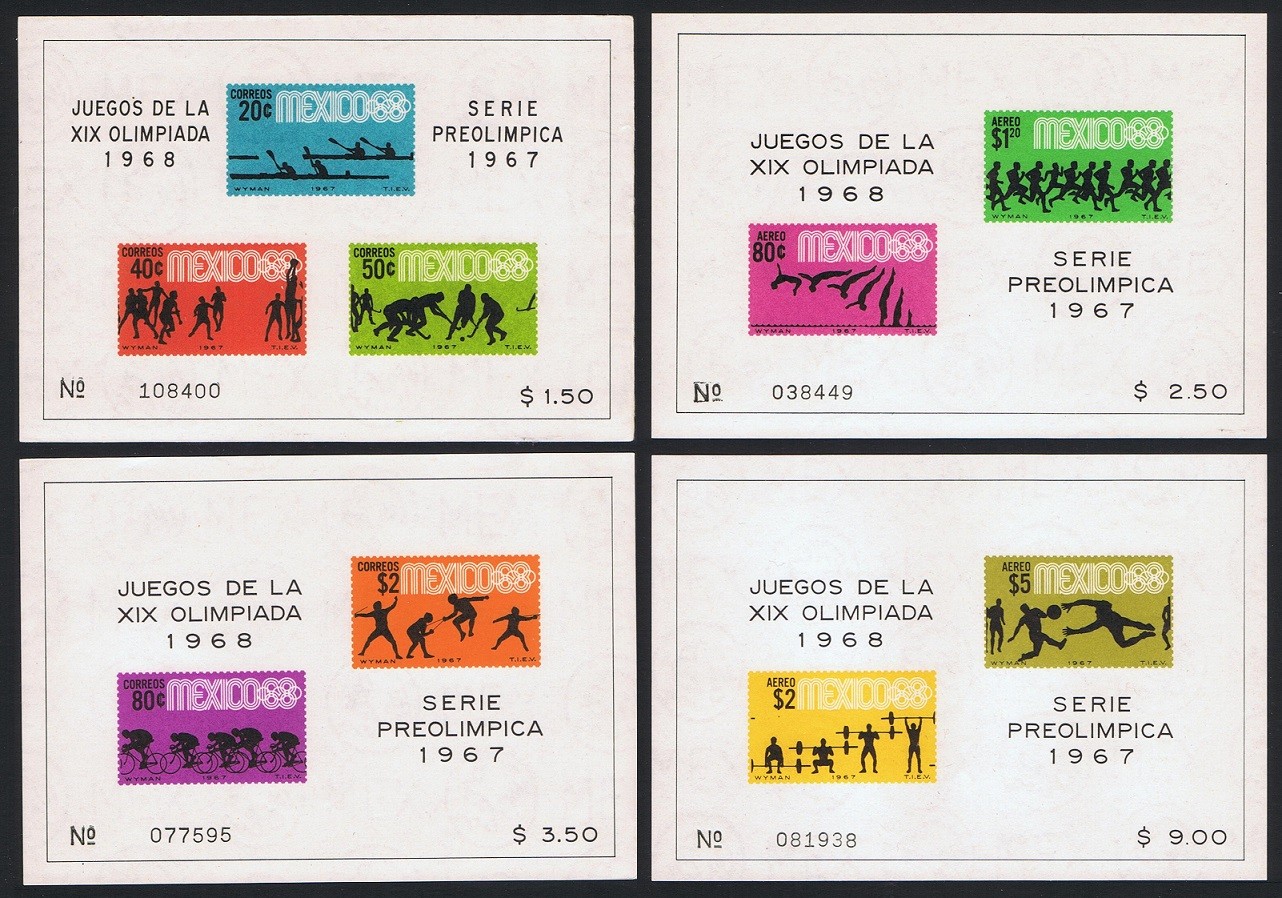 JUEGOS DE LA
XIX OLIMPIADA
1968
CORREOS
20¢ MEXICO68
WYMAN 1967 T.I.E.V.
SERIE
PREOLIMPICA
1967
CORREOS
40¢ MEXICO68
WYMAN 1967 T.I.E.V.
CORREOS
50¢ MEXICO68
WYMAN 1967 T.I.E.V.
Nº 108400
$ 1.50
JUEGOS DE LA
XIX OLIMPIADA
1968
AEREO
$1.20 MEXICO68
WYMAN 1967 T.I.E.V.
AEREO
80¢ MEXICO68
WYMAN 1967 T.I.E.V.
SERIE
PREOLIMPICA
1967
Nº 038449
$ 2.50
JUEGOS DE LA
XIX OLIMPIADA
1968
CORREOS
$2 MEXICO68
WYMAN 1967 T.I.E.V.
CORREOS
80¢ MEXICO68
WYMAN 1967 T.I.E.V.
SERIE
PREOLIMPICA
1967
Nº 077595
$ 3.50
JUEGOS DE LA
XIX OLIMPIADA
1968
AEREO
$5 MEXICO68
WYMAN 1967 T.I.E.V.
AEREO
$2 MEXICO68
WYMAN 1967 T.I.E.V.
SERIE
PREOLIMPICA
1967
Nº 081938
$ 9.00